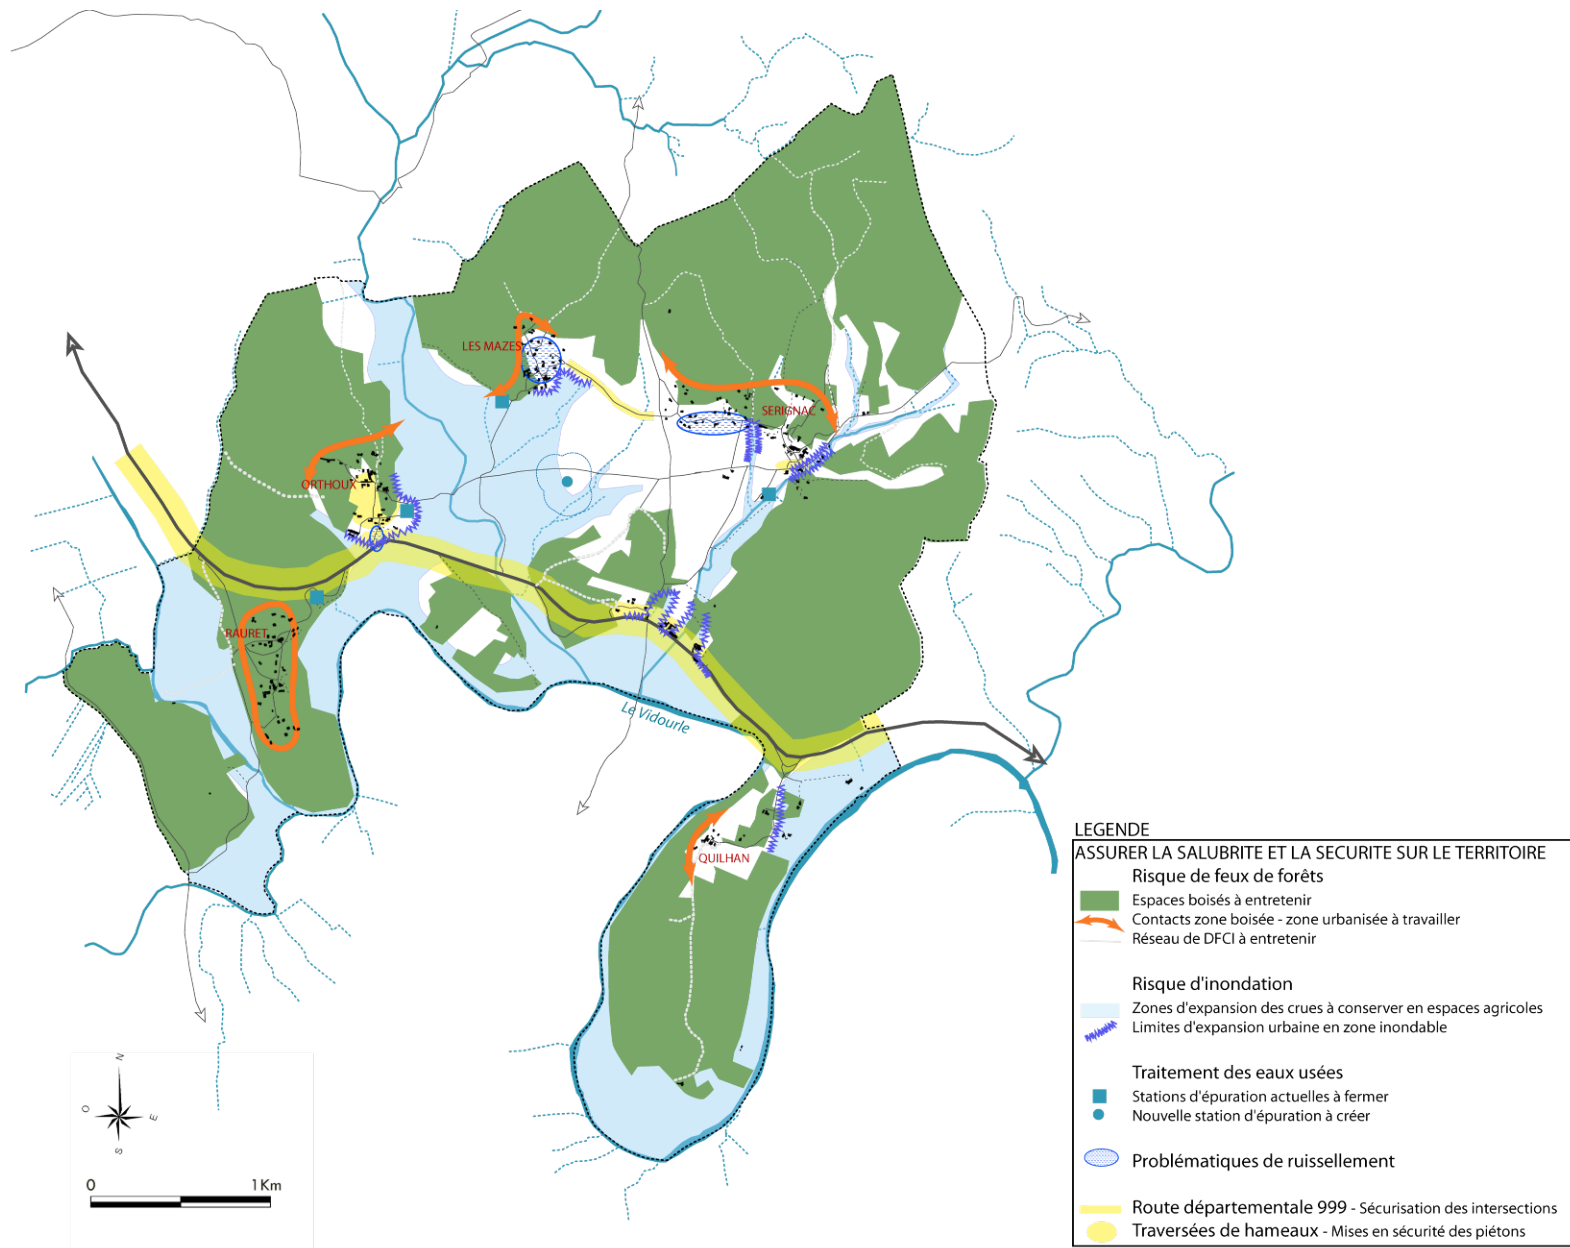 LES MAZES
SERIGNAC
ORTHOUX
RAURET
Le Vidourle
QUILHAN
N
O
E
S
0
1Km
LEGENDE
ASSURER LA SALUBRITE ET LA SECURITE SUR LE TERRITOIRE
Risque de feux de forêts
Espaces boisés à entretenir
Contacts zone boisée - zone urbanisée à travailler
Réseau de DFCI à entretenir
Risque d'inondation
Zones d'expansion des crues à conserver en espaces agricoles
Limites d'expansion urbaine en zone inondable
Traitement des eaux usées
Stations d'épuration actuelles à fermer
Nouvelle station d'épuration à créer
Problématiques de ruissellement
Route départementale 999 - Sécurisation des intersections
Traversées de hameaux - Mises en sécurité des piétons